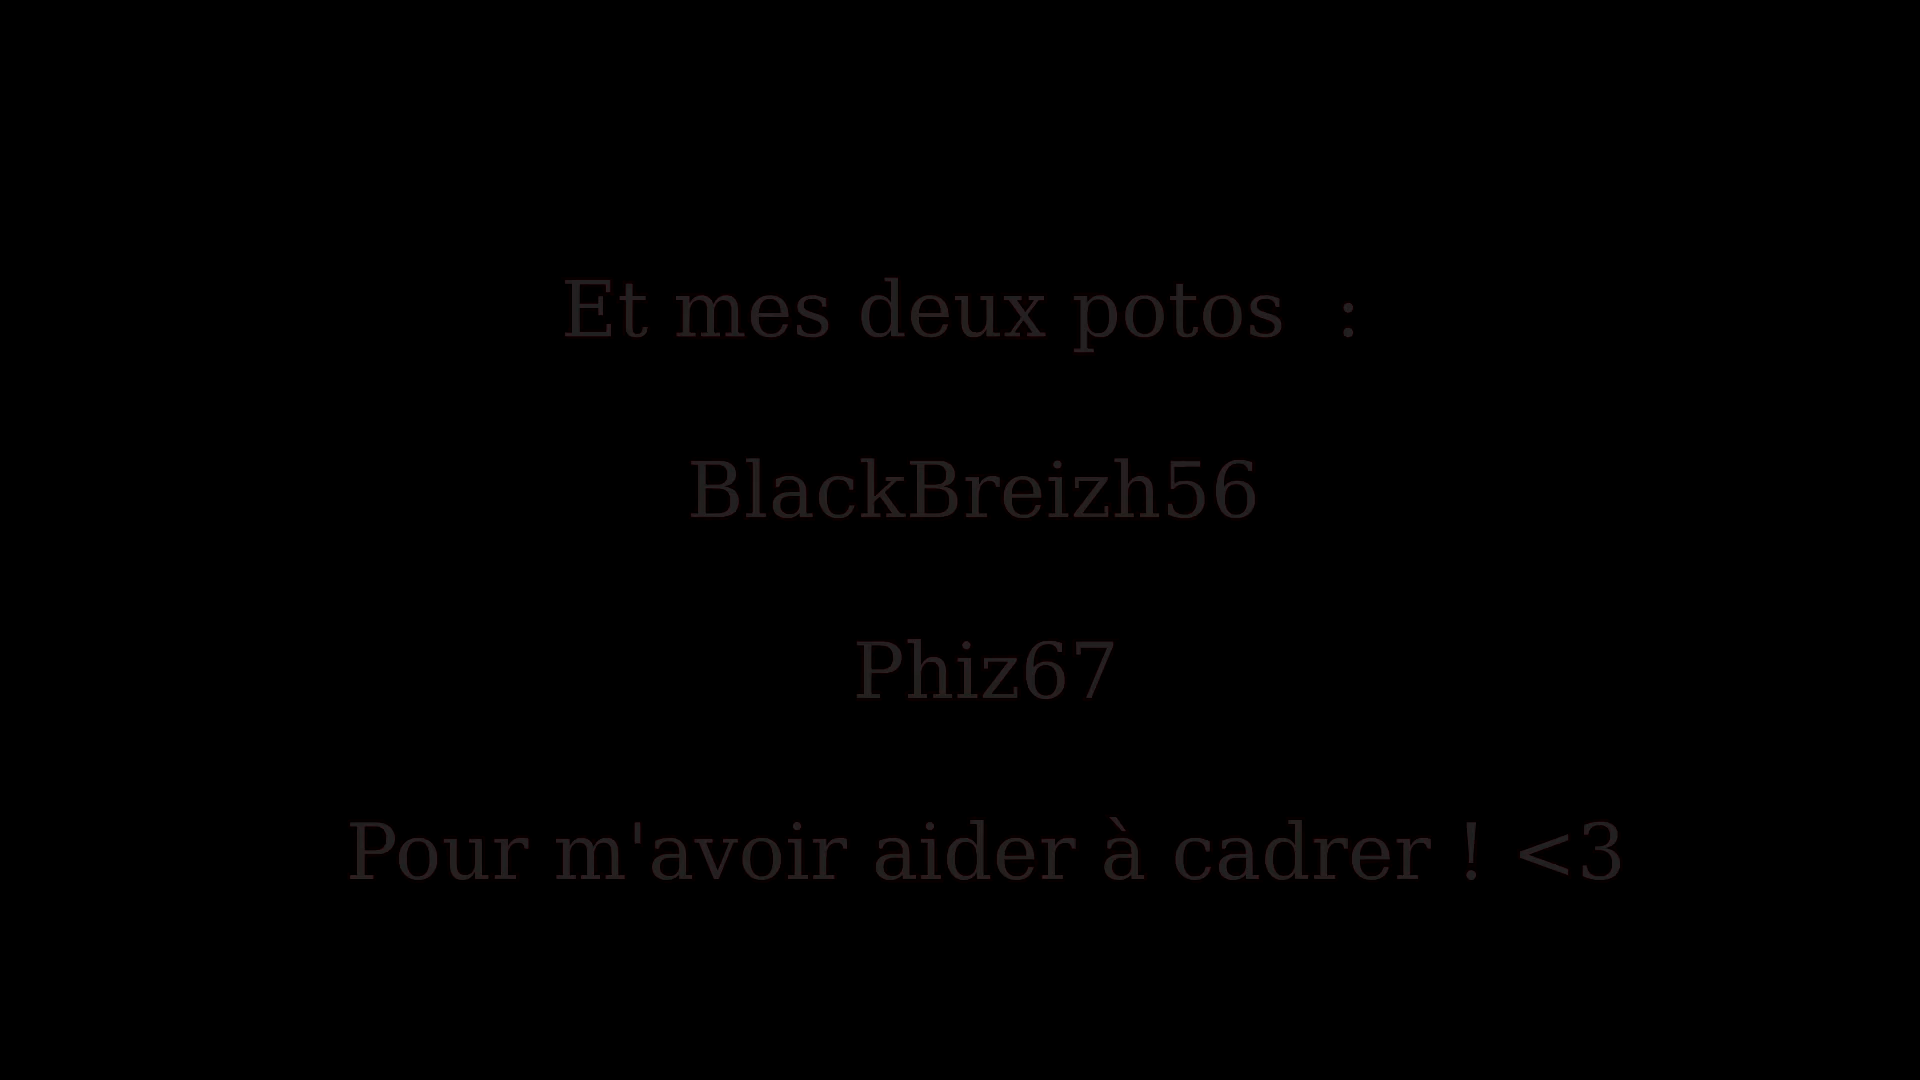 Et mes deux potos  :
BlackBreizh56
Phiz67
Pour m'avoir aider à cadrer ! <3